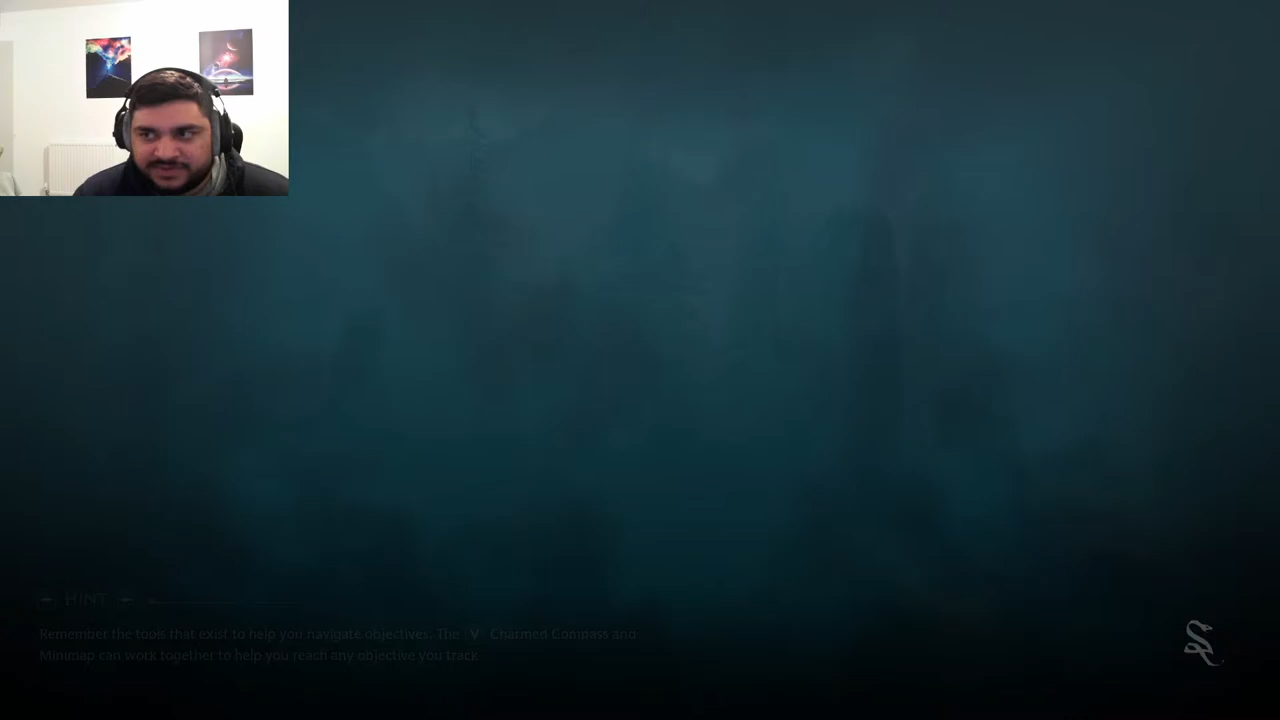 HINT
Remember the tools that exist to help you navigate objectives. The V Charmed Compass and
Minimap can work together to help you reach any objective you track.